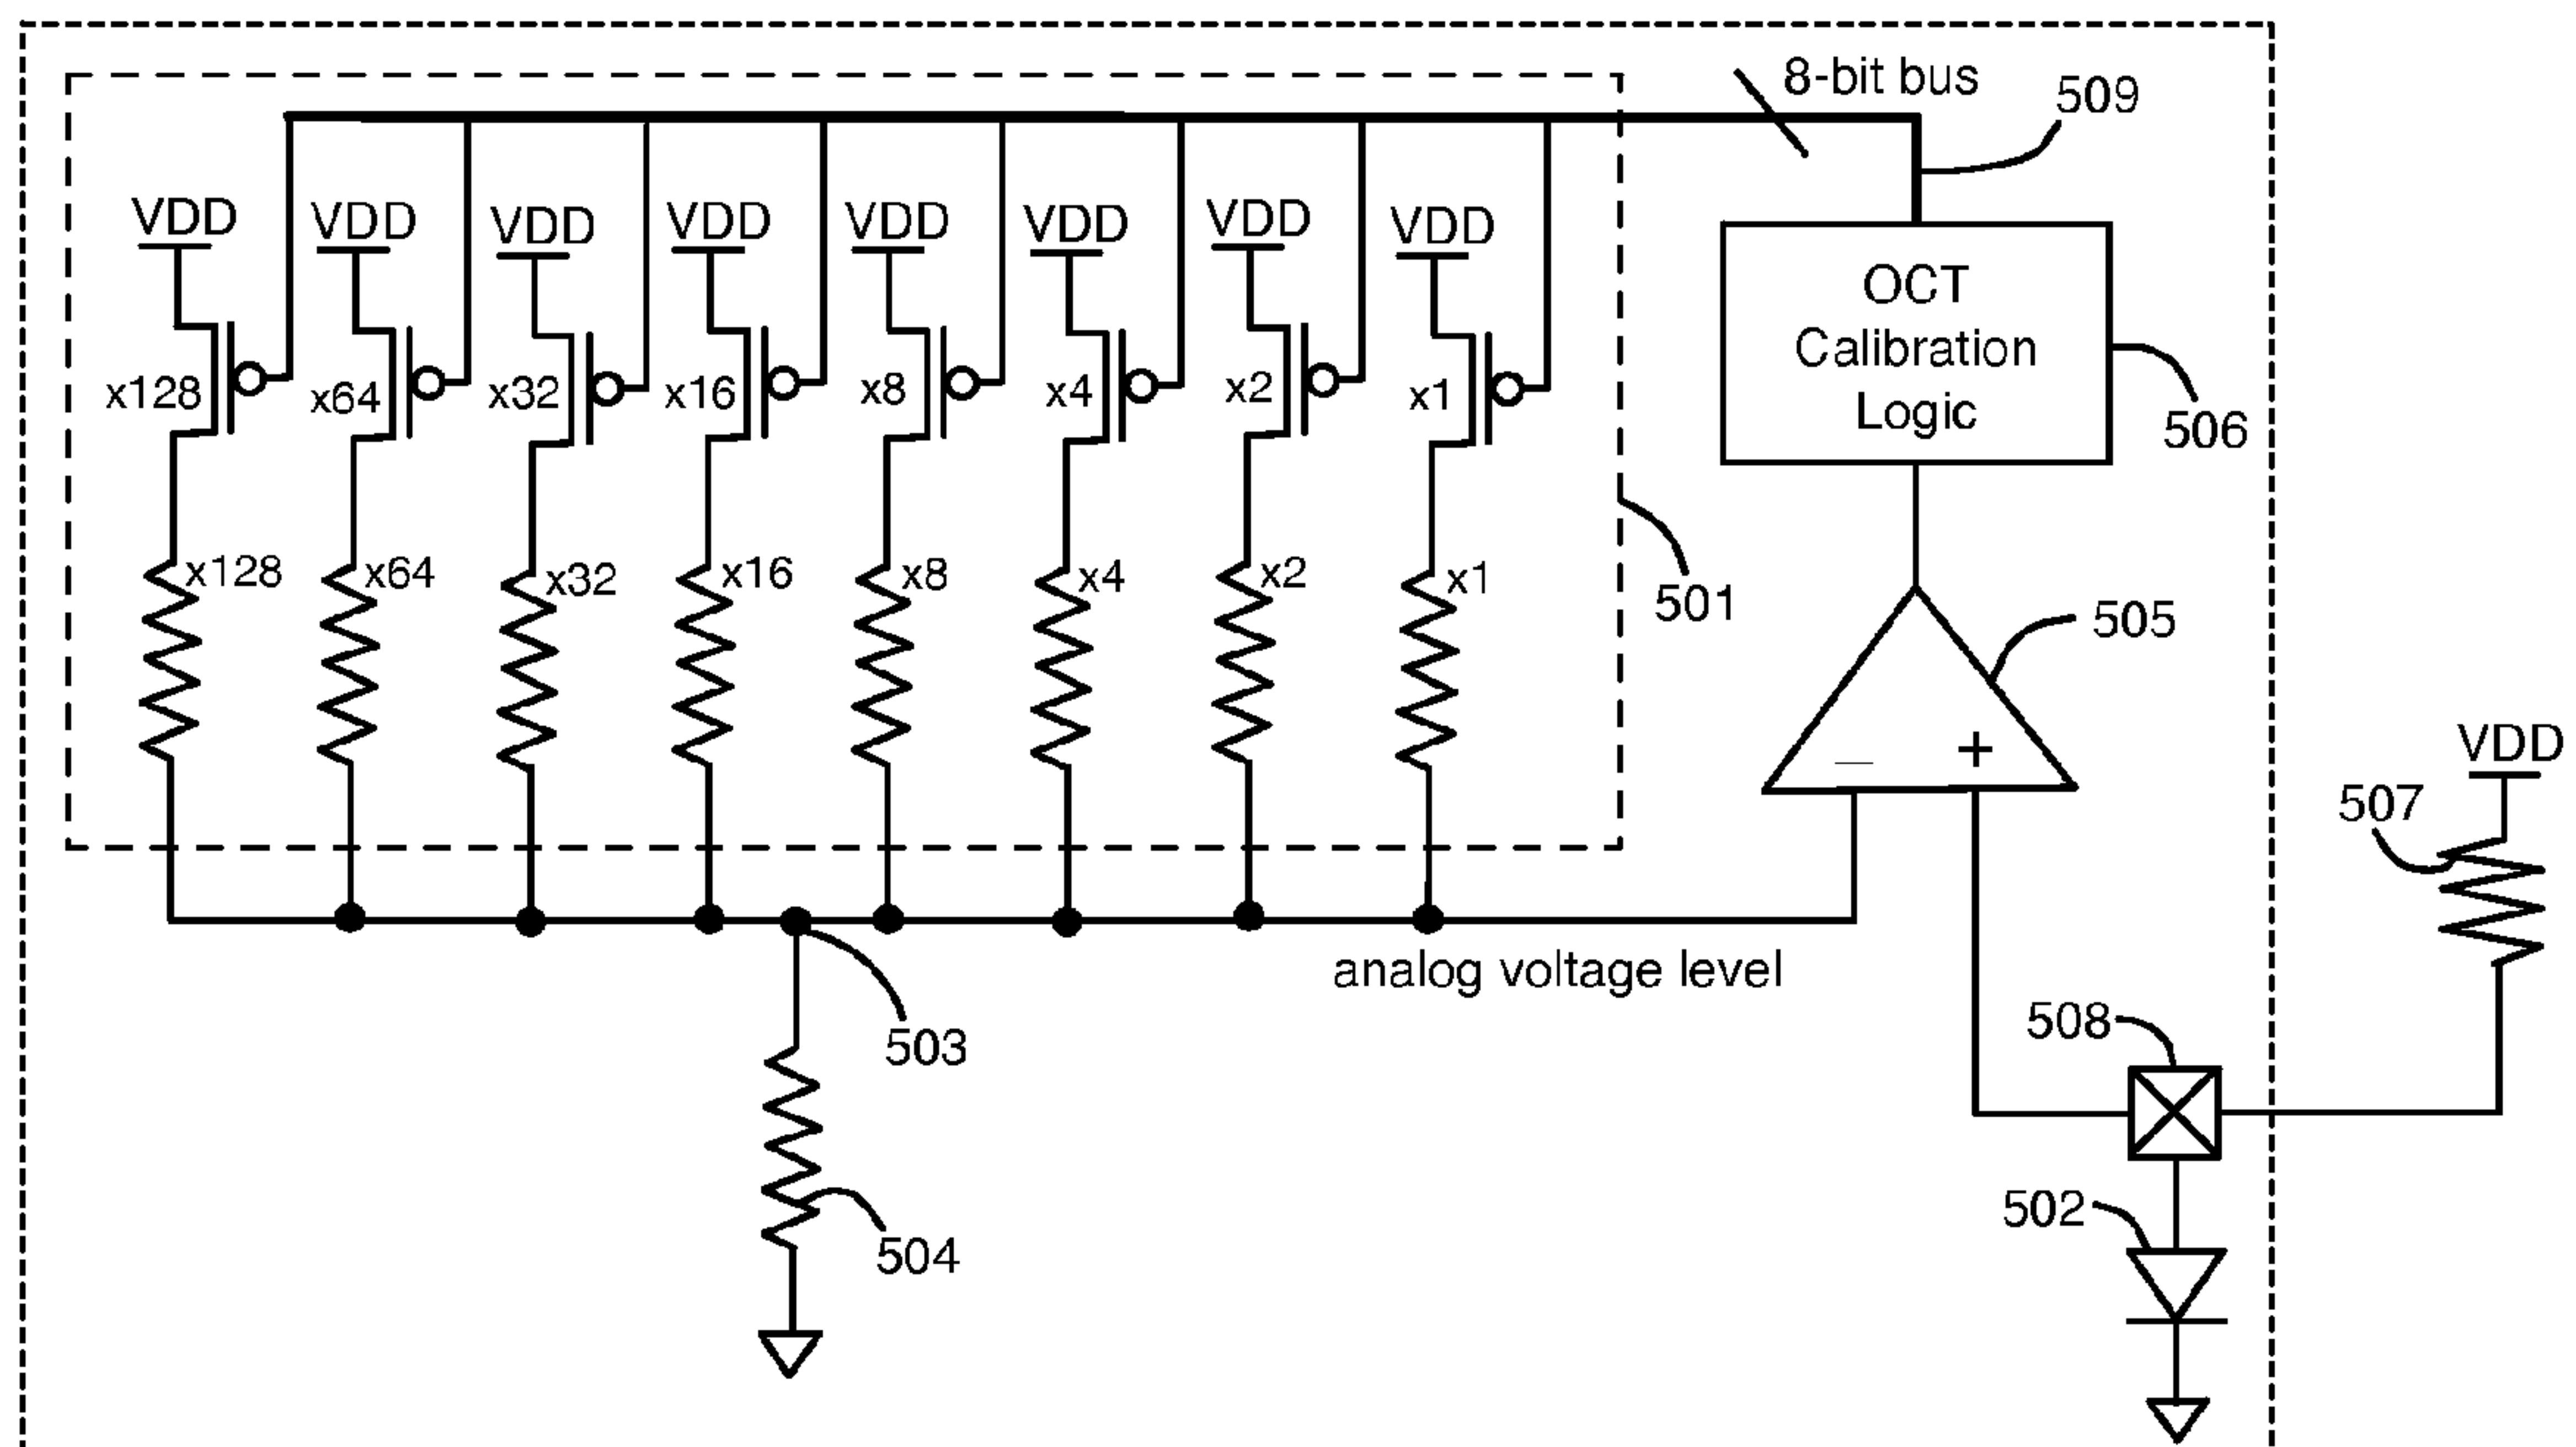 8-bit bus
509
VDD VDD VDD VDD VDD VDD VDD VDD
OCT
Calibration
Logic
506
x128 x64 x32 x16 x8 x4 x2 x1
x128 x64 x32 x16 x8 x4 x2 x1
501
505
– +
VDD
507
analog voltage level
503
508
502
504